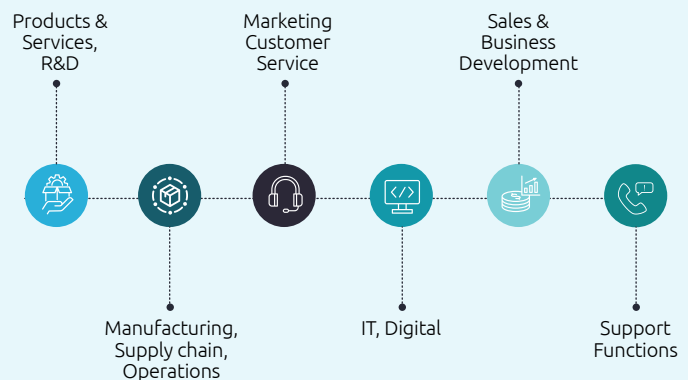 Products &
Services,
R&D
Marketing
Customer
Service
Sales &
Business
Development
Manufacturing,
Supply chain,
Operations
IT, Digital
Support
Functions